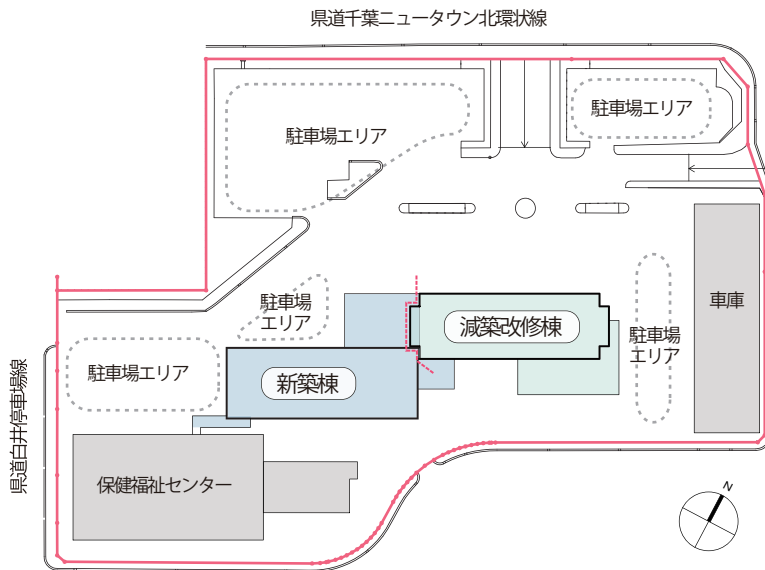 県道千葉ニュータウン北環状線
駐車場エリア
駐車場エリア
駐車場
エリア
減築改修棟
車庫
駐車場
エリア
駐車場エリア
新築棟
県道白井停車場線
保健福祉センター
N